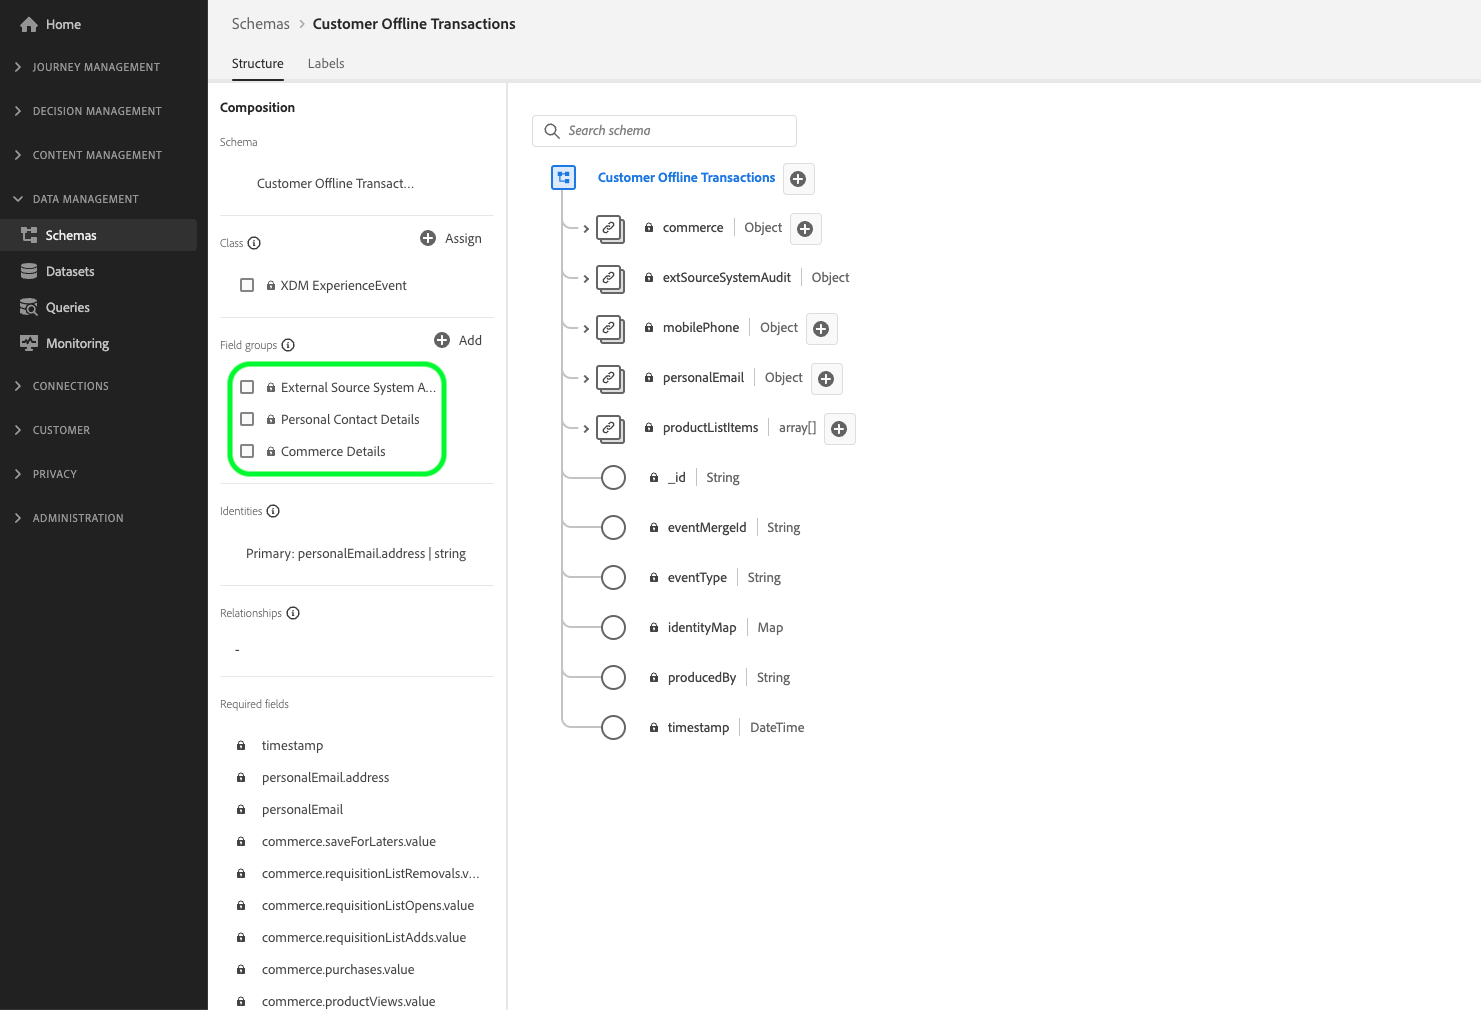 Home
JOURNEY MANAGEMENT
DECISION MANAGEMENT
CONTENT MANAGEMENT
DATA MANAGEMENT
Schemas
Datasets
Queries
Monitoring
CONNECTIONS
CUSTOMER
PRIVACY
ADMINISTRATION
Schemas > Customer Offline Transactions
Structure Labels
Composition
Schema
Customer Offline Transact...
Class Assign
XDM ExperienceEvent
Field groups Add
External Source System A...
Personal Contact Details
Commerce Details
Identities
Primary: personalEmail.address | string
Relationships
-
Required fields
timestamp
personalEmail.address
personalEmail
commerce.saveForLaters.value
commerce.requisitionListRemovals.v...
commerce.requisitionListOpens.value
commerce.requisitionListAdds.value
commerce.purchases.value
commerce.productViews.value
Search schema
Customer Offline Transactions
commerce | Object
extSourceSystemAudit | Object
mobilePhone | Object
personalEmail | Object
productListItems | array[]
_id | String
eventMergeId | String
eventType | String
identityMap | Map
producedBy | String
timestamp | DateTime